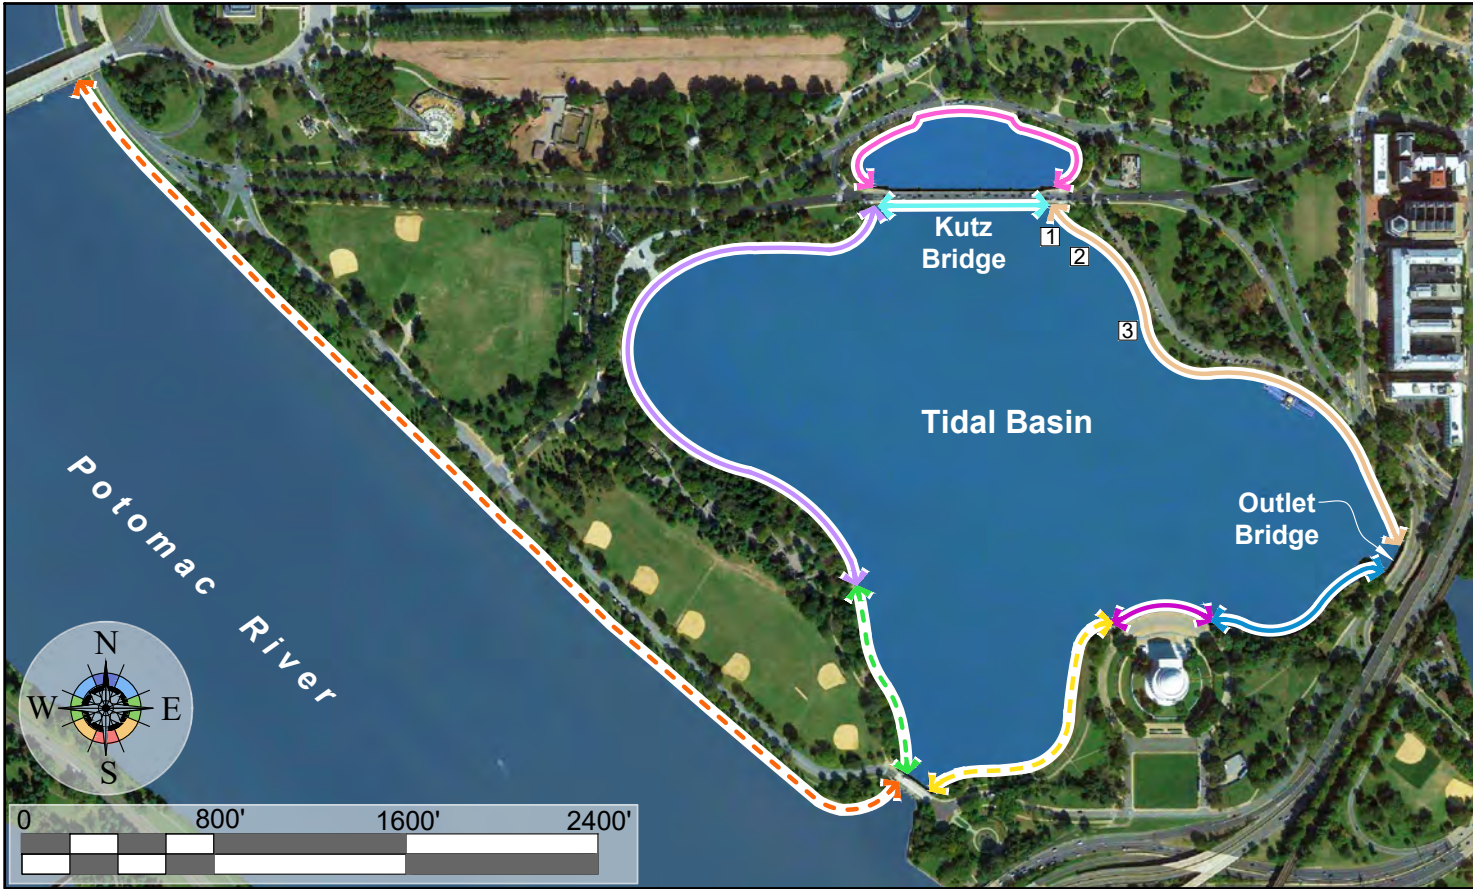 Kutz
Bridge
1
2
3
Tidal Basin
Outlet
Bridge
Potomac River
N
W E
S
0 800' 1600' 2400'